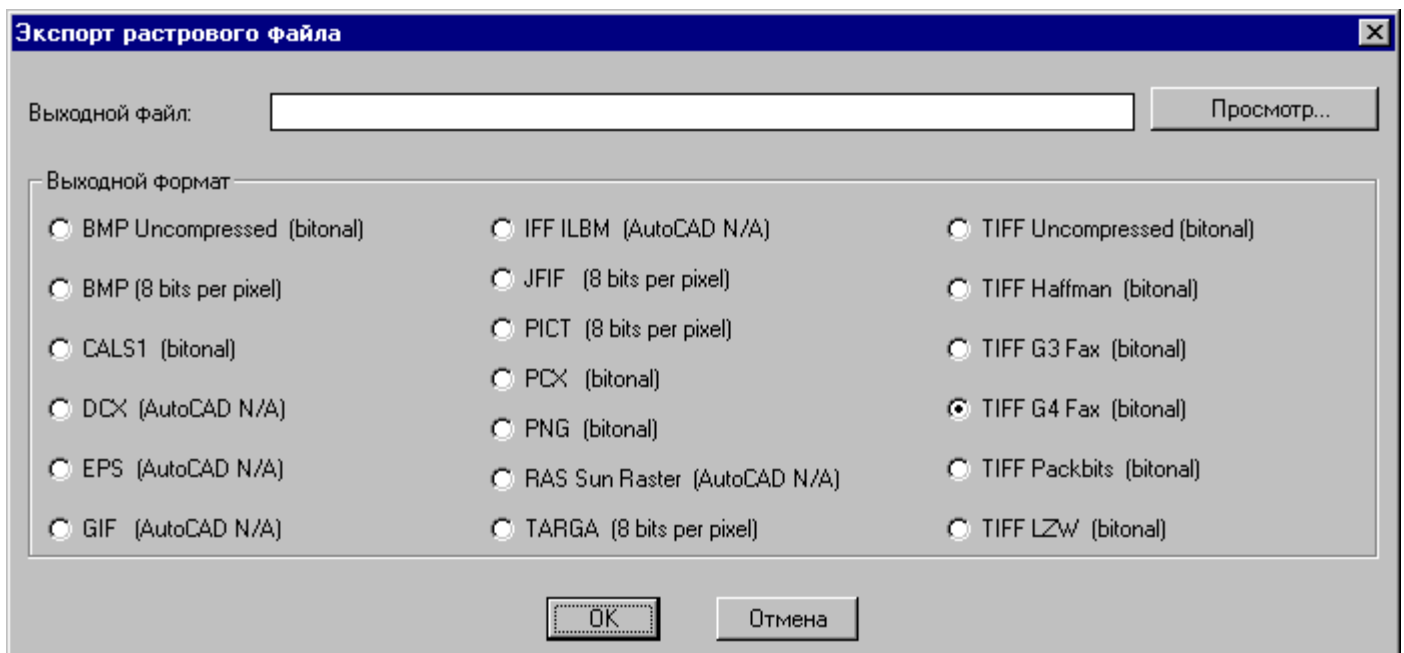 Экспорт растрового файла
Выходной файл:
Просмотр...
Выходной формат
BMP Uncompressed (bitonal)
BMP (8 bits per pixel)
CALS1 (bitonal)
DCX (AutoCAD N/A)
EPS (AutoCAD N/A)
GIF (AutoCAD N/A)
IFF ILBM (AutoCAD N/A)
JFIF (8 bits per pixel)
PICT (8 bits per pixel)
PCX (bitonal)
PNG (bitonal)
RAS Sun Raster (AutoCAD N/A)
TARGA (8 bits per pixel)
TIFF Uncompressed (bitonal)
TIFF Haffman (bitonal)
TIFF G3 Fax (bitonal)
TIFF G4 Fax (bitonal)
TIFF Packbits (bitonal)
TIFF LZW (bitonal)
OK
Отмена